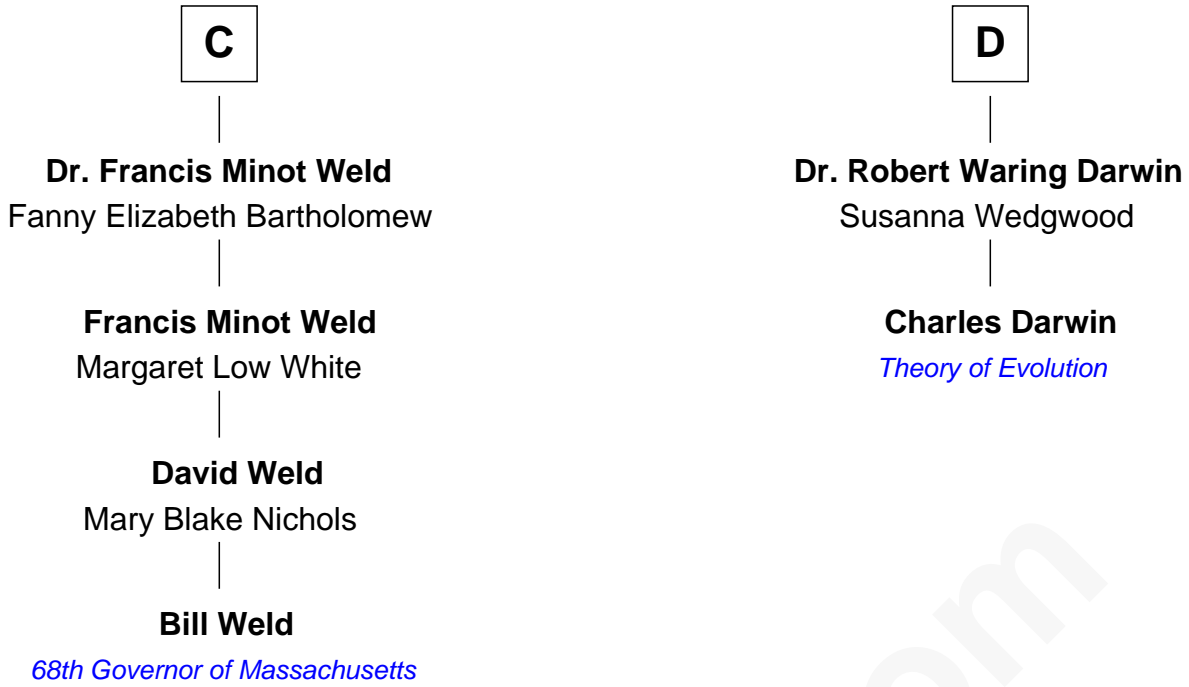 C
Dr. Francis Minot Weld
Fanny Elizabeth Bartholomew
Francis Minot Weld
Margaret Low White
David Weld
Mary Blake Nichols
Bill Weld
68th Governor of Massachusetts
D
Dr. Robert Waring Darwin
Susanna Wedgwood
Charles Darwin
Theory of Evolution
om